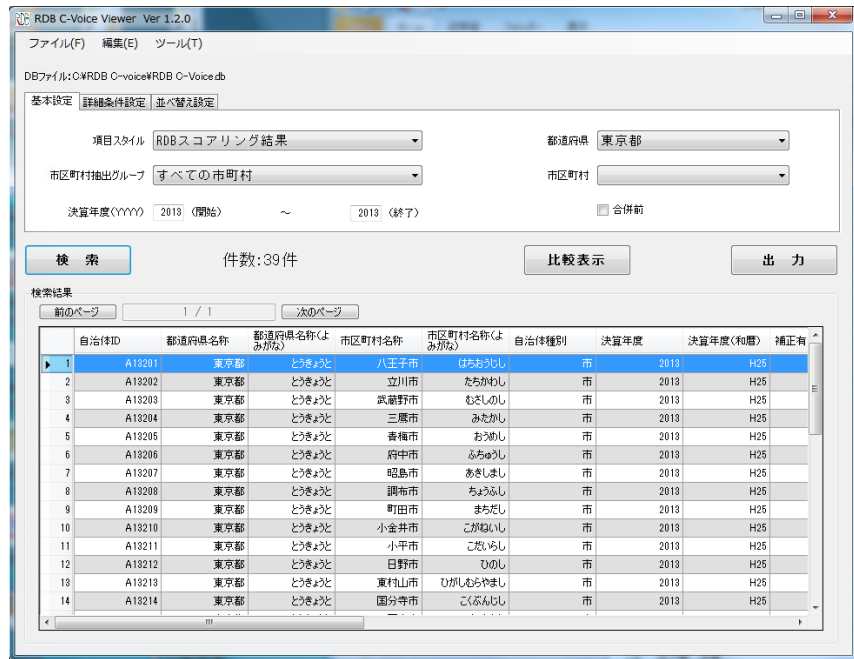 RDB C-Voice Viewer Ver 1.2.0
ファイル(F) 編集(E) ツール(T)
DBファイル:C:¥RDB C-voice¥RDB C-Voice.db
基本設定 詳細条件設定 並べ替え設定
項目スタイル RDBスコアリング結果 都道府県 東京都
市区町村抽出グループ すべての市町村 市区町村
決算年度(YYYY) 2013 (開始) ～ 2013 (終了) 合併前
検 索 件数:39件 比較表示 出 力
検索結果
前のページ 1 / 1 次のページ
自治体ID 都道府県名称 都道府県名称(よみがな) 市区町村名称 市区町村名称(よみがな) 自治体種別 決算年度 決算年度(和暦) 補正有
1 A13201 東京都 とうきょうと 八王子市 はちおうじし 市 2013 H25
2 A13202 東京都 とうきょうと 立川市 たちかわし 市 2013 H25
3 A13203 東京都 とうきょうと 武蔵野市 むさしのし 市 2013 H25
4 A13204 東京都 とうきょうと 三鷹市 みたかし 市 2013 H25
5 A13205 東京都 とうきょうと 青梅市 おうめし 市 2013 H25
6 A13206 東京都 とうきょうと 府中市 ふちゅうし 市 2013 H25
7 A13207 東京都 とうきょうと 昭島市 あきしまし 市 2013 H25
8 A13208 東京都 とうきょうと 調布市 ちょうふし 市 2013 H25
9 A13209 東京都 とうきょうと 町田市 まちだし 市 2013 H25
10 A13210 東京都 とうきょうと 小金井市 こがねいし 市 2013 H25
11 A13211 東京都 とうきょうと 小平市 こだいらし 市 2013 H25
12 A13212 東京都 とうきょうと 日野市 ひのし 市 2013 H25
13 A13213 東京都 とうきょうと 東村山市 ひがしむらやまし 市 2013 H25
14 A13214 東京都 とうきょうと 国分寺市 こくぶんじし 市 2013 H25